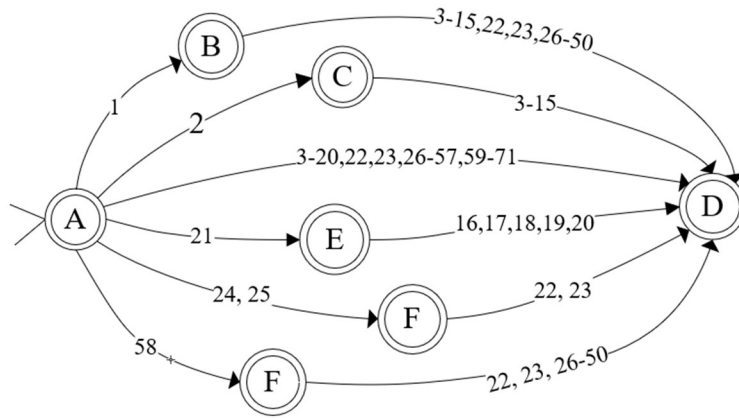 B
3-15,22,23,26-50
C
1
2
3-15
3-20,22,23,26-57,59-71
A
D
21
E
16,17,18,19,20
24, 25
F
22, 23
58
F
22, 23, 26-50